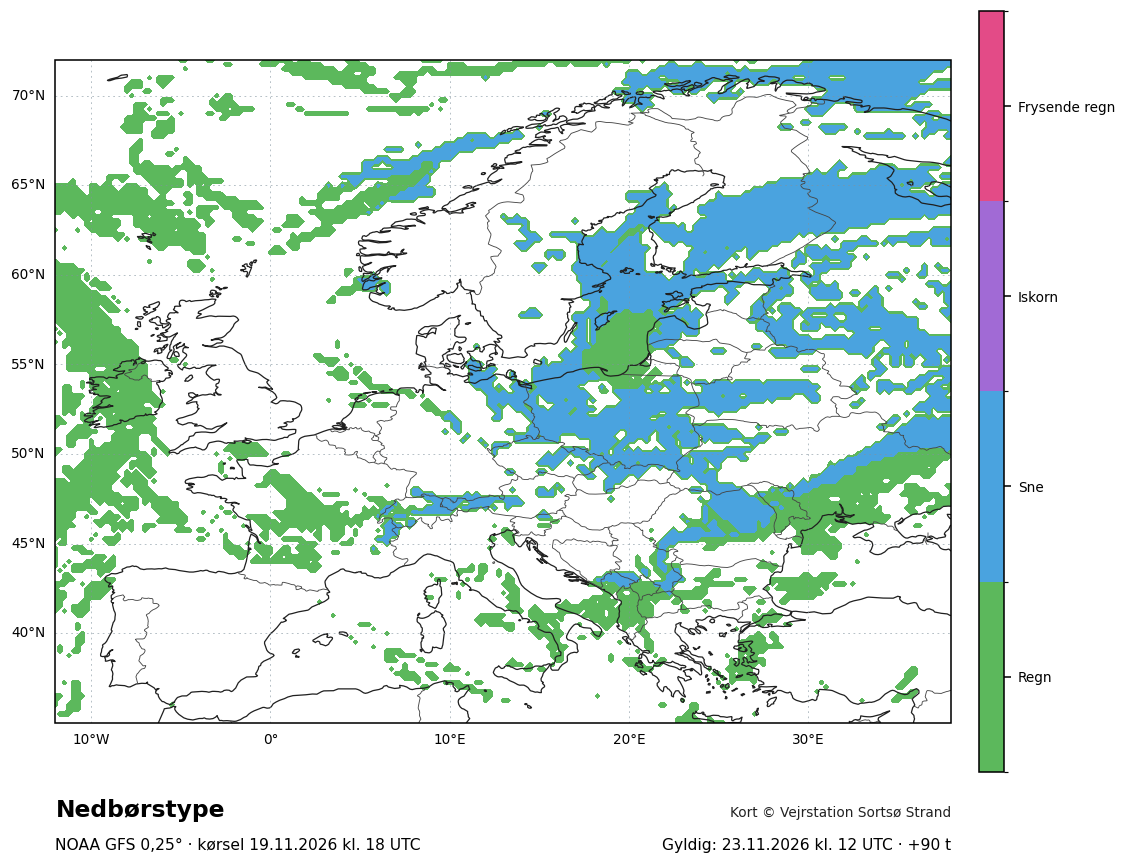 70°N
65°N
60°N
55°N
50°N
45°N
40°N
10°W
0°
10°E
20°E
30°E
Frysende regn
Iskorn
Sne
Regn
Nedbørstype
Kort © Vejrstation Sortsø Strand
NOAA GFS 0,25° · kørsel 19.11.2026 kl. 18 UTC
Gyldig: 23.11.2026 kl. 12 UTC · +90 t